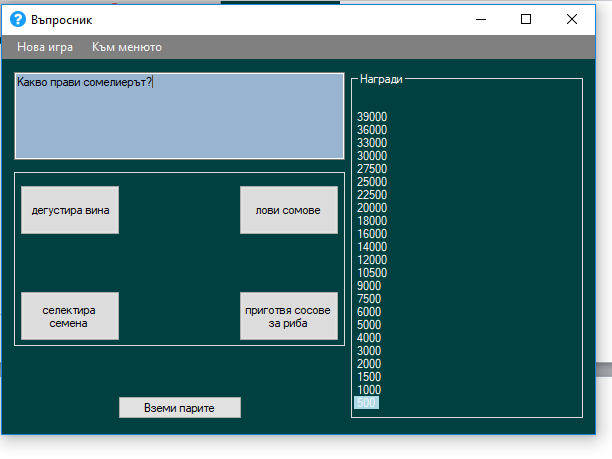 Въпросник
Нова игра Към менюто
Какво прави сомелиерът?
дегустира вина
лови сомове
селектира
семена
приготвя сосове
за риба
Вземи парите
Награди
39000
36000
33000
30000
27500
25000
22500
20000
18000
16000
14000
12000
10500
9000
7500
6000
5000
4000
3000
2000
1500
1000
500